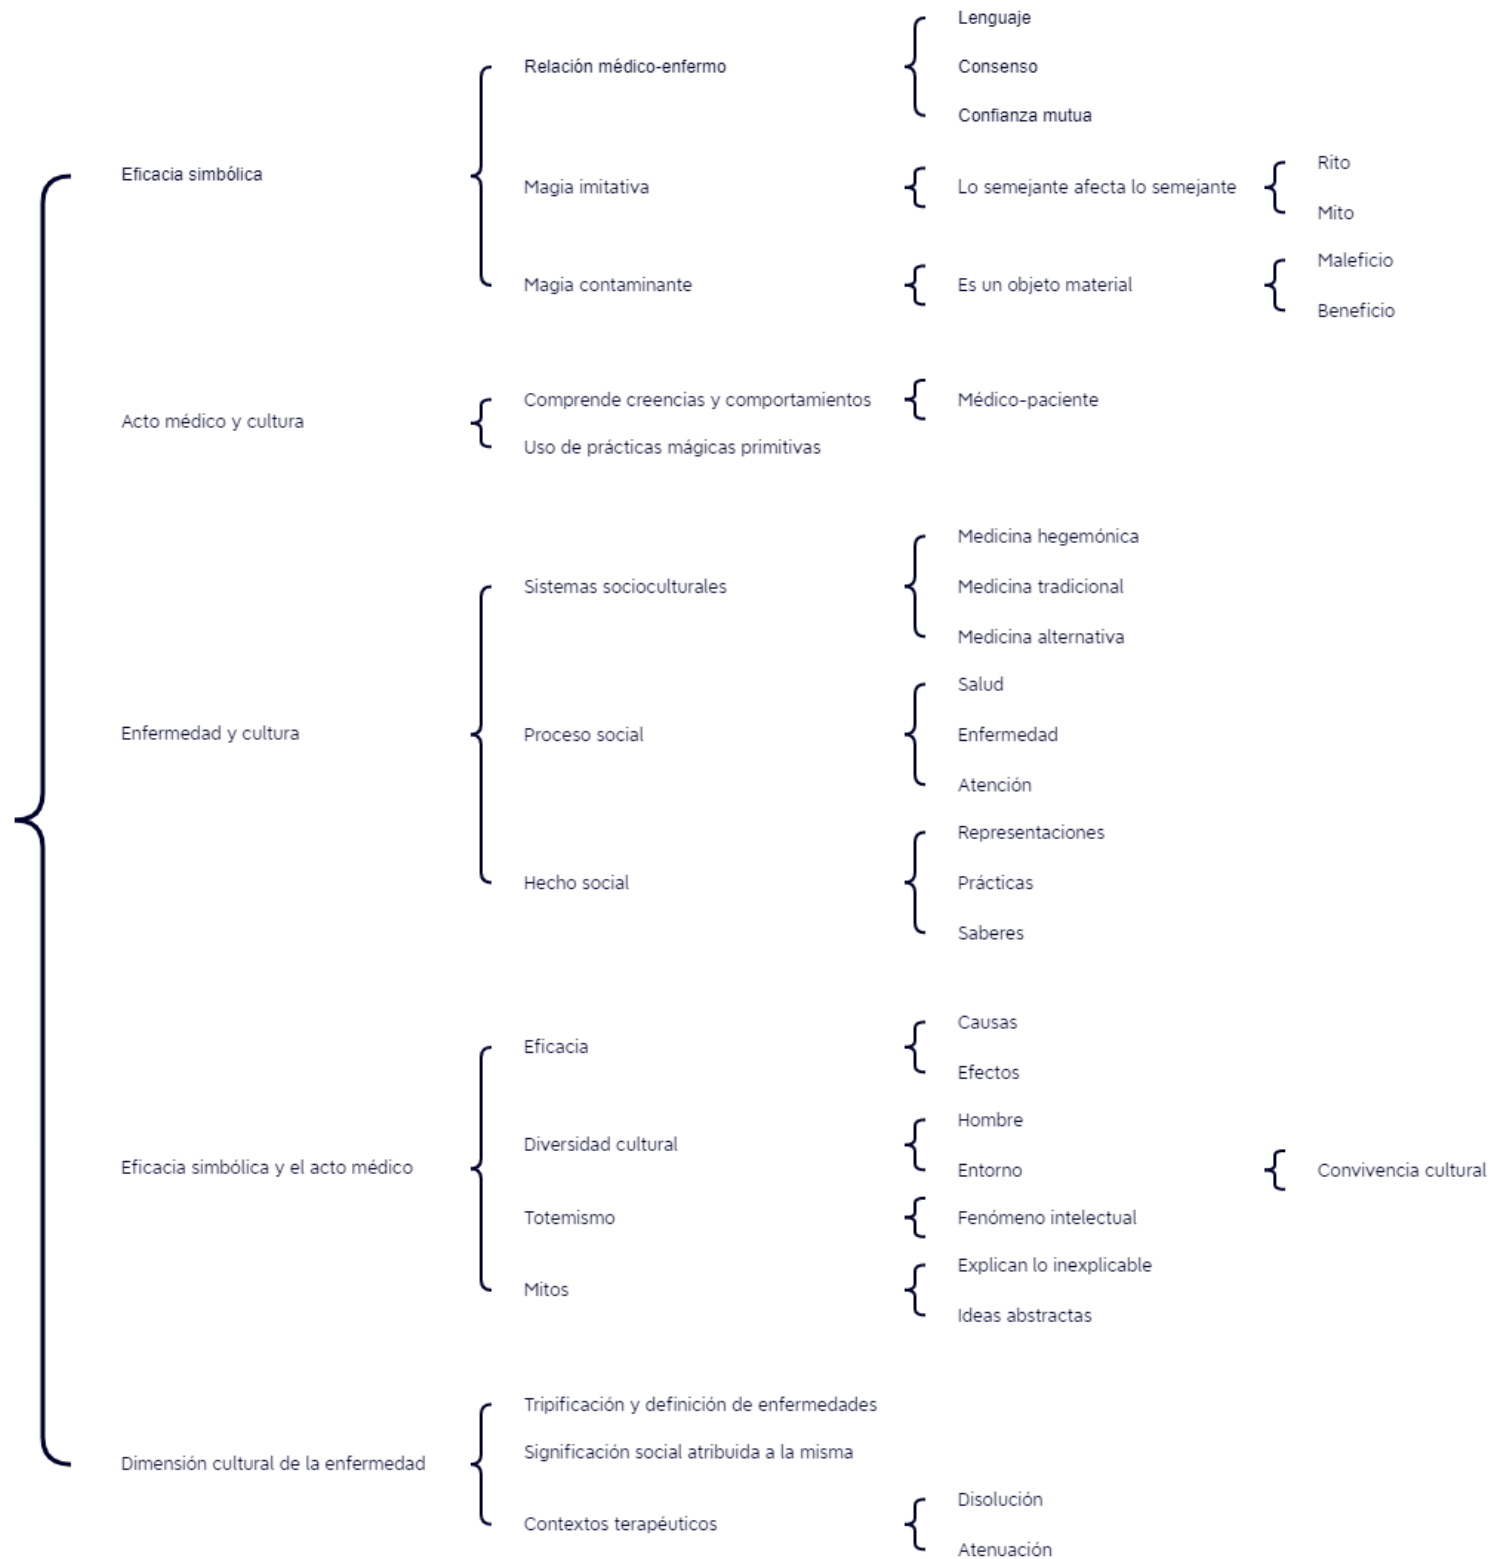 Eficacia simbólica
Relación médico-enfermo
Lenguaje
Consenso
Confianza mutua
Magia imitativa
Lo semejante afecta lo semejante
Rito
Mito
Magia contaminante
Es un objeto material
Maleficio
Beneficio
Acto médico y cultura
Comprende creencias y comportamientos
Médico-paciente
Uso de prácticas mágicas primitivas
Enfermedad y cultura
Sistemas socioculturales
Medicina hegemónica
Medicina tradicional
Medicina alternativa
Proceso social
Salud
Enfermedad
Atención
Hecho social
Representaciones
Prácticas
Saberes
Eficacia simbólica y el acto médico
Eficacia
Causas
Efectos
Diversidad cultural
Hombre
Entorno
Convivencia cultural
Totemismo
Fenómeno intelectual
Mitos
Explican lo inexplicable
Ideas abstractas
Dimensión cultural de la enfermedad
Tripificación y definición de enfermedades
Significación social atribuida a la misma
Contextos terapéuticos
Disolución
Atenuación